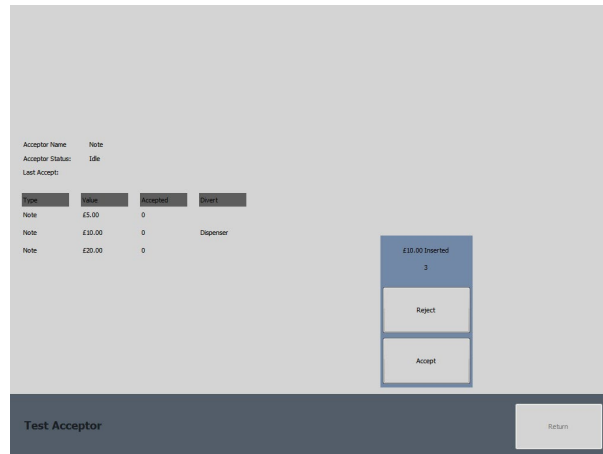 Acceptor Name Note
Acceptor Status: Idle
Last Accept:
Type Value Accepted Divert
Note £5.00 0
Note £10.00 0 Dispenser
Note £20.00 0
£10.00 Inserted
3
Reject
Accept
Test Acceptor
Return